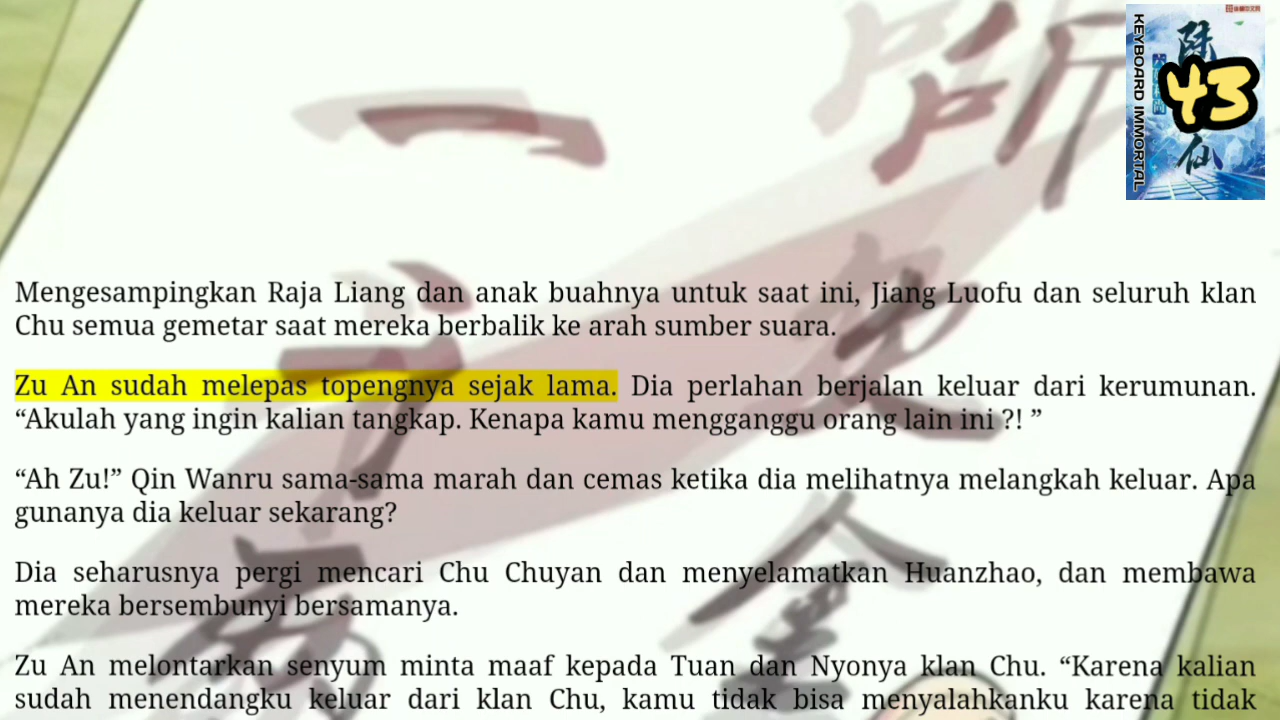 KEYBOARD IMMORTAL
43
仙
Mengesampingkan Raja Liang dan anak buahnya untuk saat ini, Jiang Luofu dan seluruh klan
Chu semua gemetar saat mereka berbalik ke arah sumber suara.
Zu An sudah melepas topengnya sejak lama. Dia perlahan berjalan keluar dari kerumunan.
“Akulah yang ingin kalian tangkap. Kenapa kamu mengganggu orang lain ini ?! ”
“Ah Zu!” Qin Wanru sama-sama marah dan cemas ketika dia melihatnya melangkah keluar. Apa
gunanya dia keluar sekarang?
Dia seharusnya pergi mencari Chu Chuyan dan menyelamatkan Huanzhao, dan membawa
mereka bersembunyi bersamanya.
Zu An melontarkan senyum minta maaf kepada Tuan dan Nyonya klan Chu. “Karena kalian
sudah menendangku keluar dari klan Chu, kamu tidak bisa menyalahkanku karena tidak